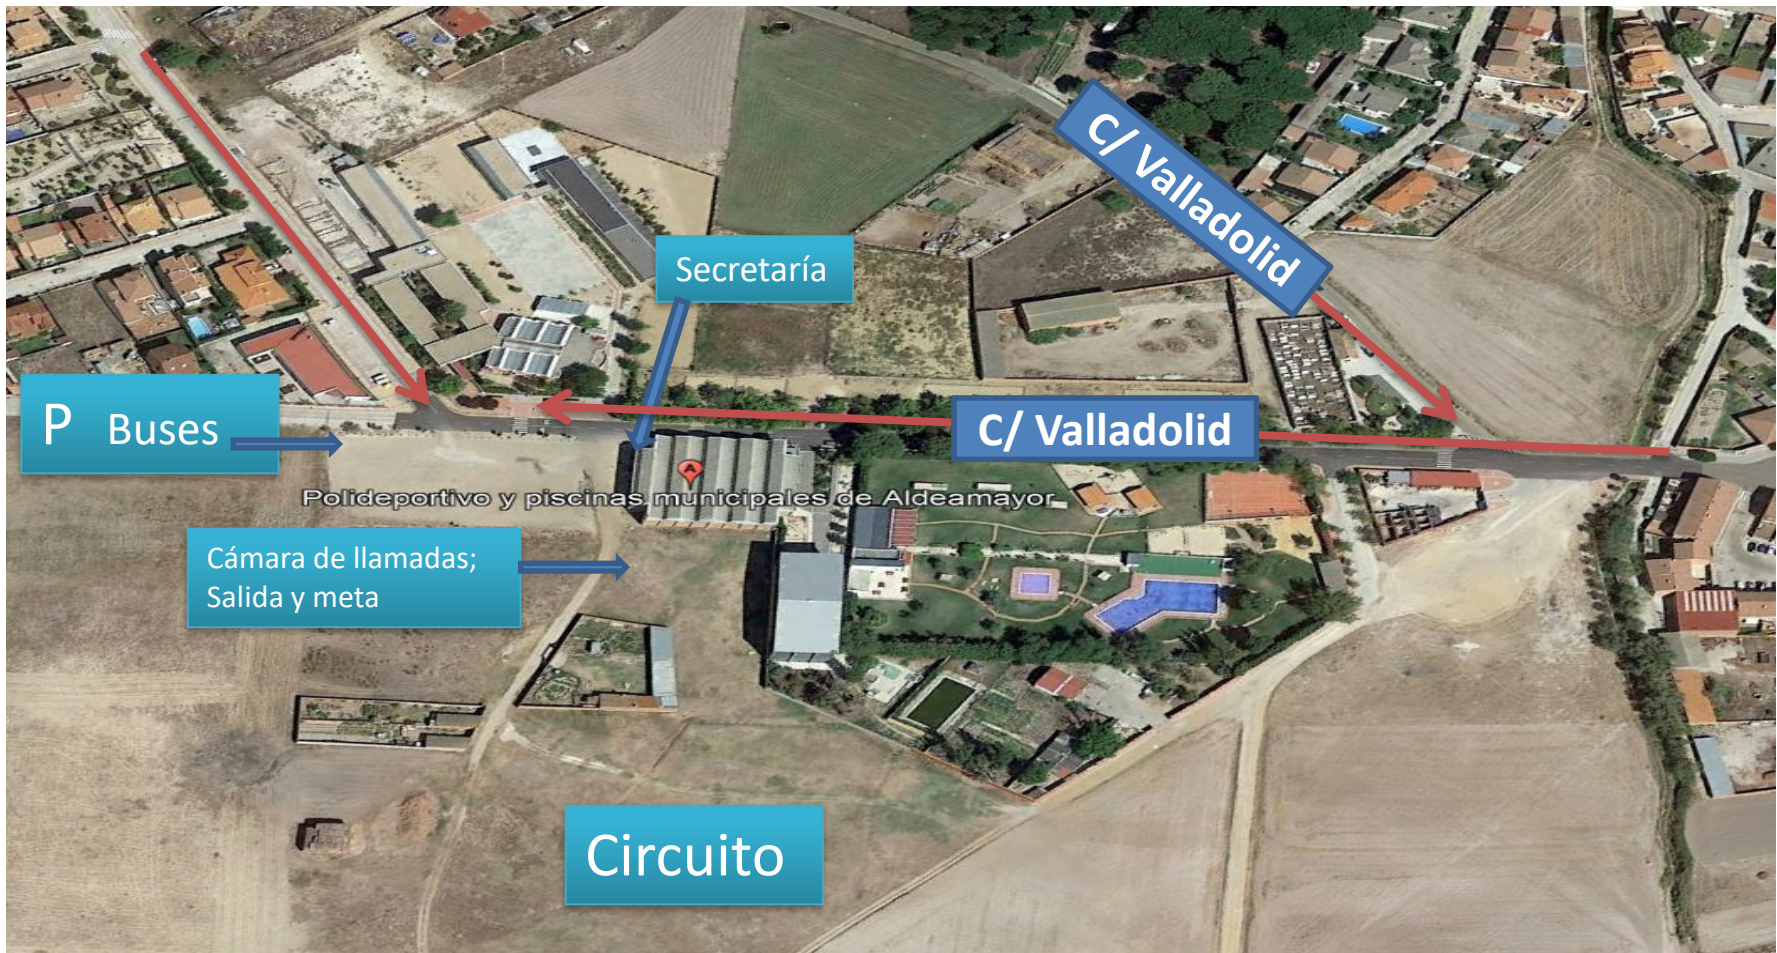 C/ Valladolid
Secretaría
P Buses
C/ Valladolid
A
Polideportivo y piscinas municipales de Aldeamayor
Cámara de llamadas;
Salida y meta
Circuito